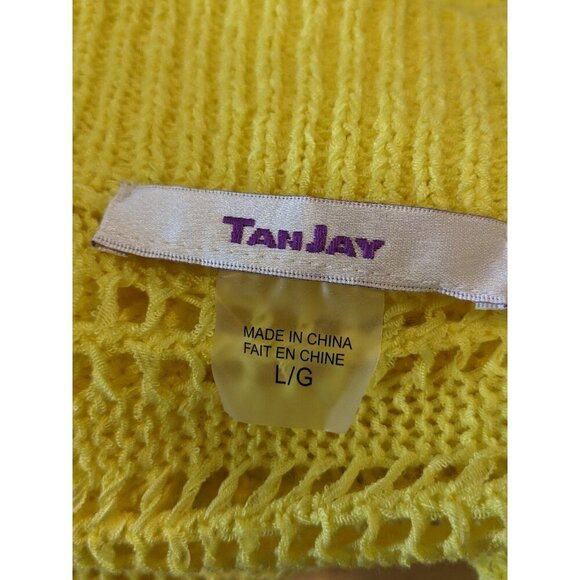 TANJAY
MADE IN CHINA
FAIT EN CHINE
L/G